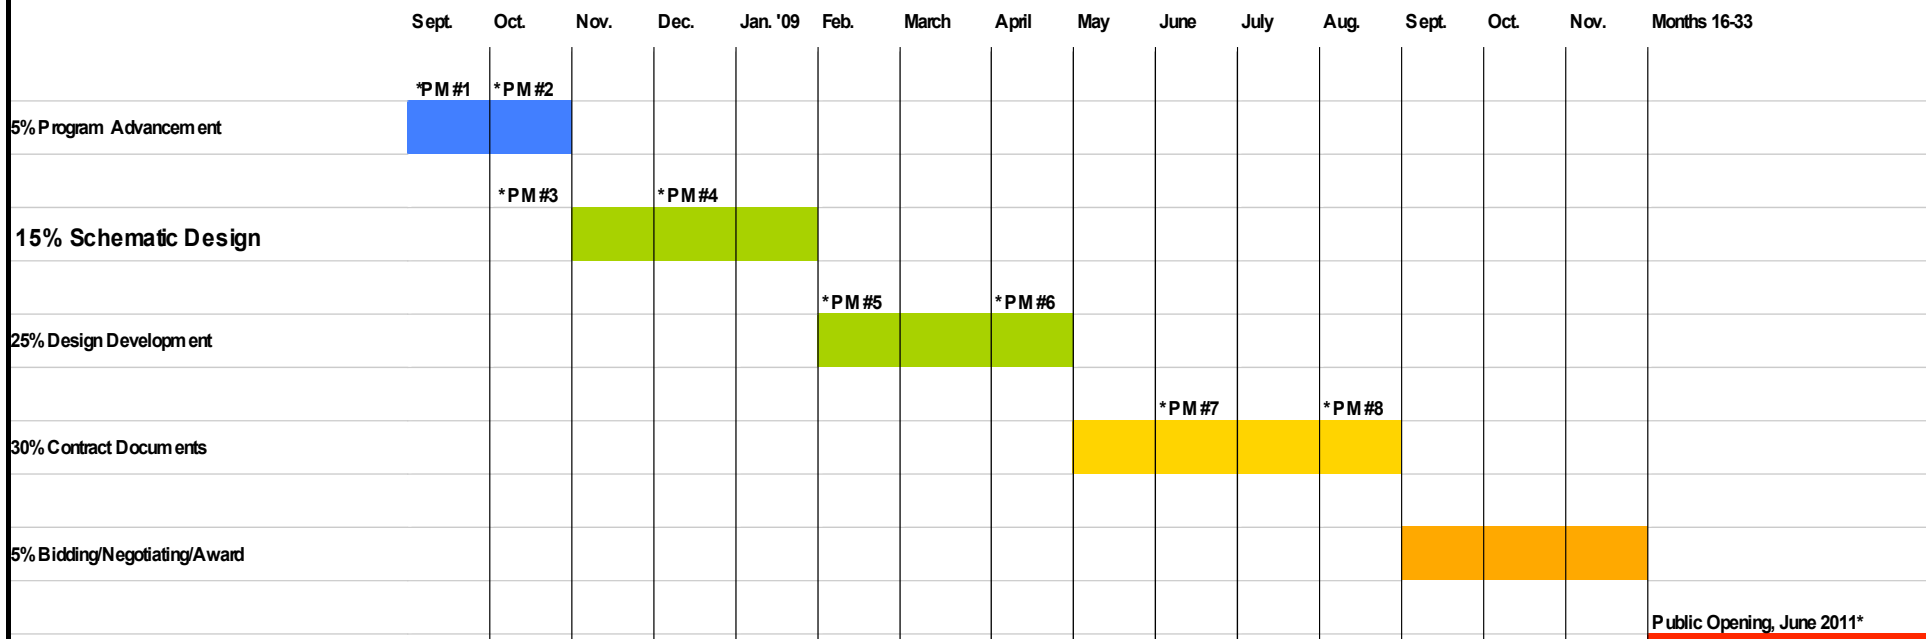 Sept. Oct. Nov. Dec. Jan. '09 Feb. March April May June July Aug. Sept. Oct. Nov. Months 16-33
*PM #1 *PM #2
5% Program Advancement
*PM #3 *PM #4
15% Schematic Design
*PM #5 *PM #6
25% Design Development
*PM #7 *PM #8
30% Contract Documents
5% Bidding/Negotiating/Award
Public Opening, June 2011*